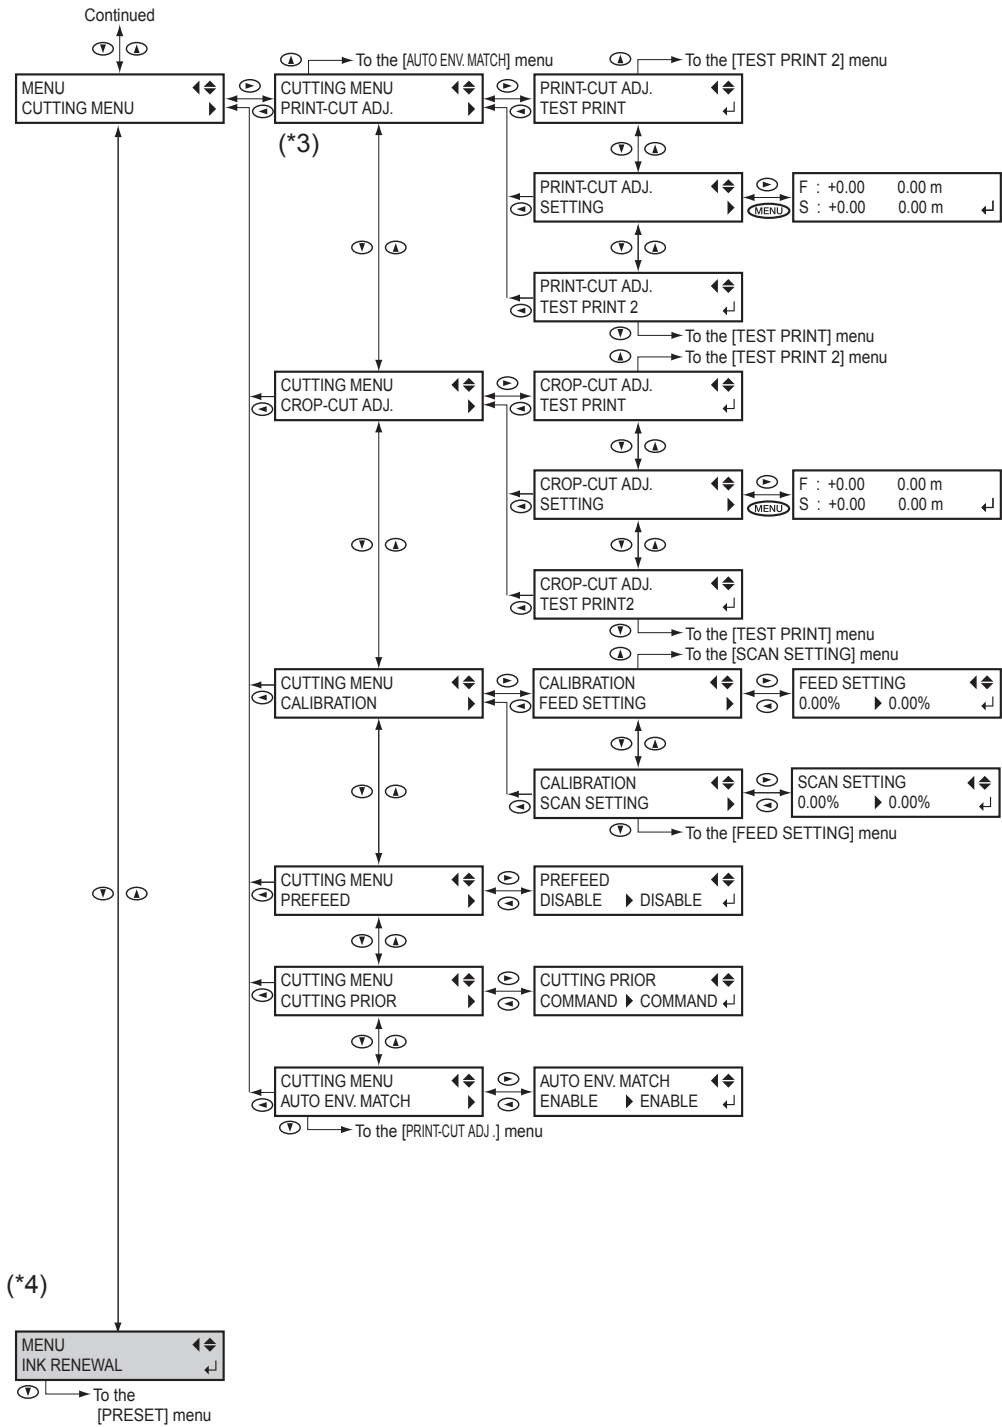 Continued
To the [AUTO ENV. MATCH] menu
To the [TEST PRINT 2] menu
MENU
CUTTING MENU
CUTTING MENU
PRINT-CUT ADJ.
PRINT-CUT ADJ.
TEST PRINT
(*3)
PRINT-CUT ADJ.
SETTING
MENU
F : +0.00 0.00 m
S : +0.00 0.00 m
PRINT-CUT ADJ.
TEST PRINT 2
To the [TEST PRINT] menu
To the [TEST PRINT 2] menu
CUTTING MENU
CROP-CUT ADJ.
CROP-CUT ADJ.
TEST PRINT
CROP-CUT ADJ.
SETTING
MENU
F : +0.00 0.00 m
S : +0.00 0.00 m
CROP-CUT ADJ.
TEST PRINT2
To the [TEST PRINT] menu
To the [SCAN SETTING] menu
CUTTING MENU
CALIBRATION
CALIBRATION
FEED SETTING
FEED SETTING
0.00% 0.00%
CALIBRATION
SCAN SETTING
SCAN SETTING
0.00% 0.00%
To the [FEED SETTING] menu
CUTTING MENU
PREFEED
PREFEED
DISABLE DISABLE
CUTTING MENU
CUTTING PRIOR
CUTTING PRIOR
COMMAND COMMAND
CUTTING MENU
AUTO ENV. MATCH
AUTO ENV. MATCH
ENABLE ENABLE
To the [PRINT-CUT ADJ .] menu
(*4)
MENU
INK RENEWAL
To the
[PRESET] menu